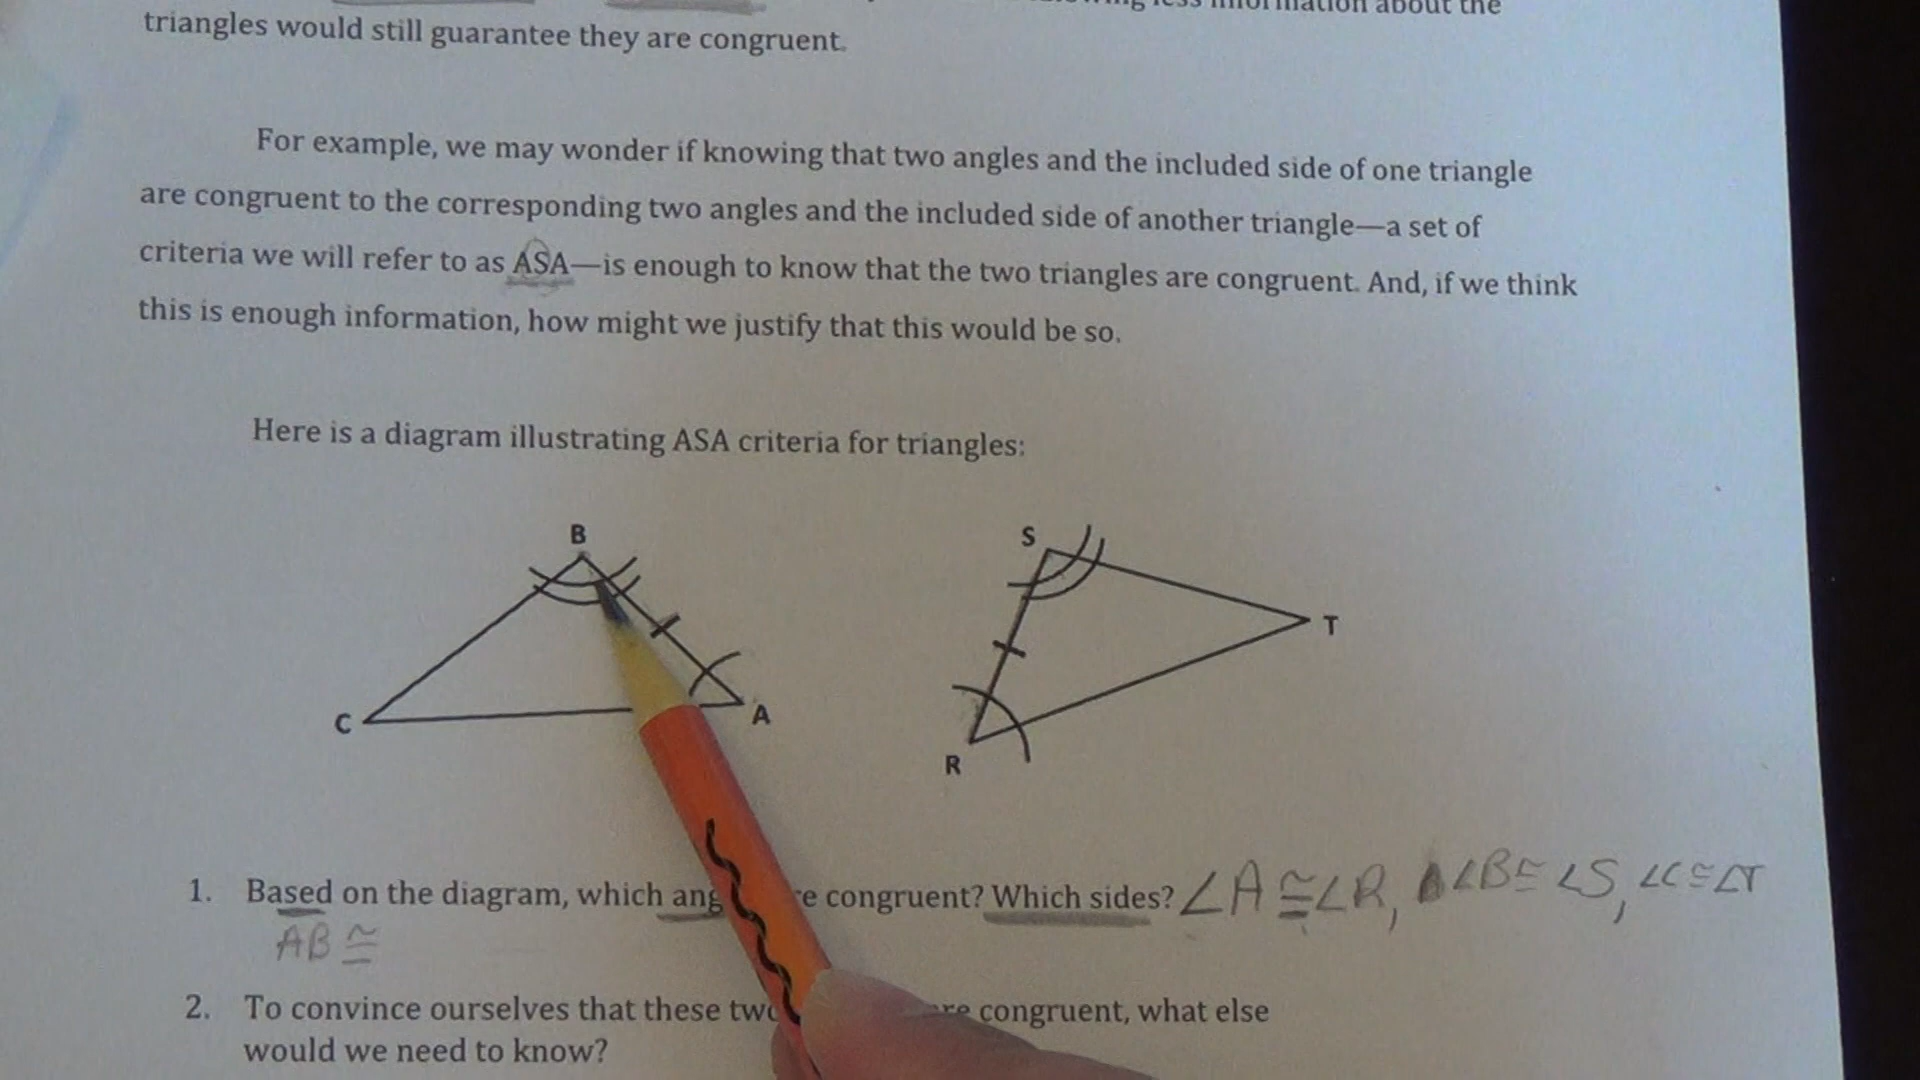 less information about the
triangles would still guarantee they are congruent.
For example, we may wonder if knowing that two angles and the included side of one triangle
are congruent to the corresponding two angles and the included side of another triangle—a set of
criteria we will refer to as ASA—is enough to know that the two triangles are congruent. And, if we think
this is enough information, how might we justify that this would be so.
Here is a diagram illustrating ASA criteria for triangles:
B
C
A
S
T
R
1. Based on the diagram, which ang e congruent? Which sides? ∠A ≅ ∠R, ∠B ≅ ∠S, ∠C ≅ ∠T
AB ≅
2. To convince ourselves that these congruent, what else
would we need to know?